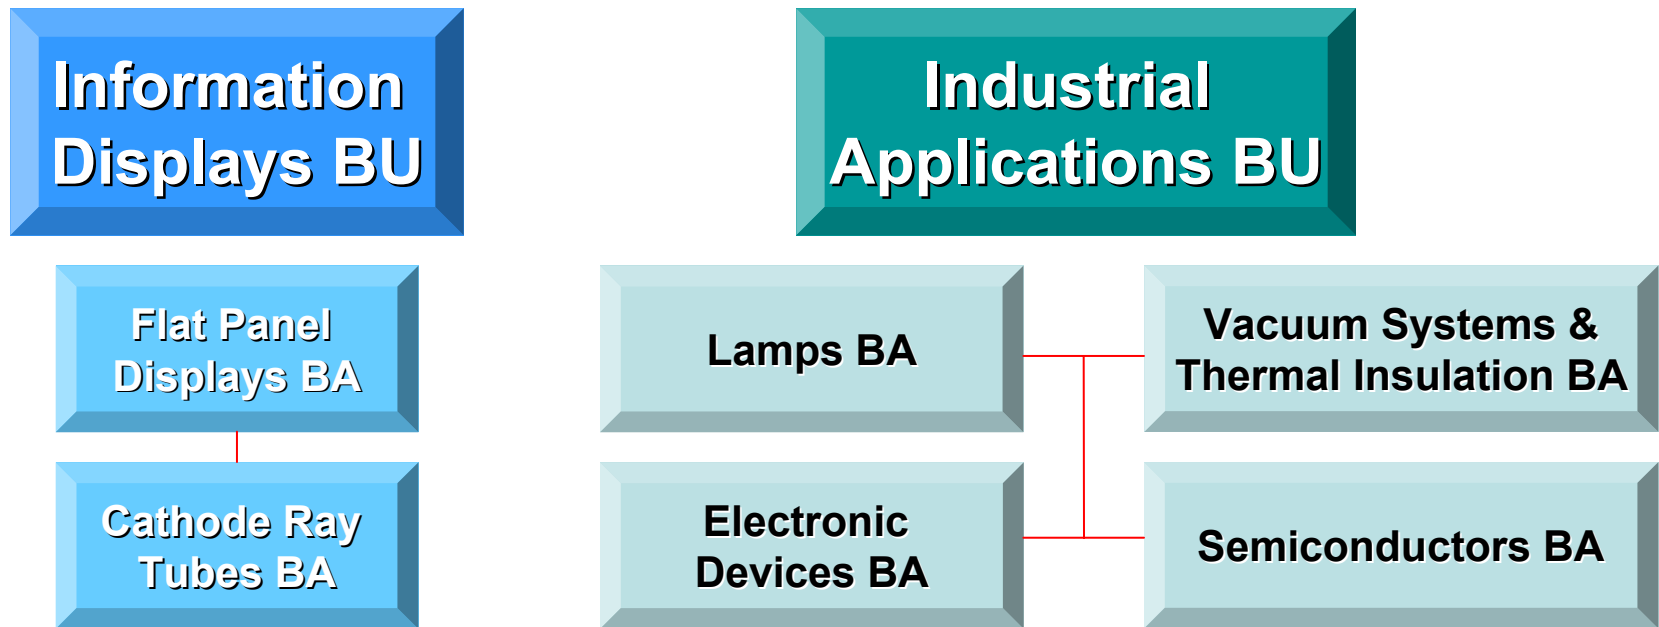 Information
Displays BU
Industrial
Applications BU
Flat Panel
Displays BA
Lamps BA
Vacuum Systems &
Thermal Insulation BA
Cathode Ray
Tubes BA
Electronic
Devices BA
Semiconductors BA